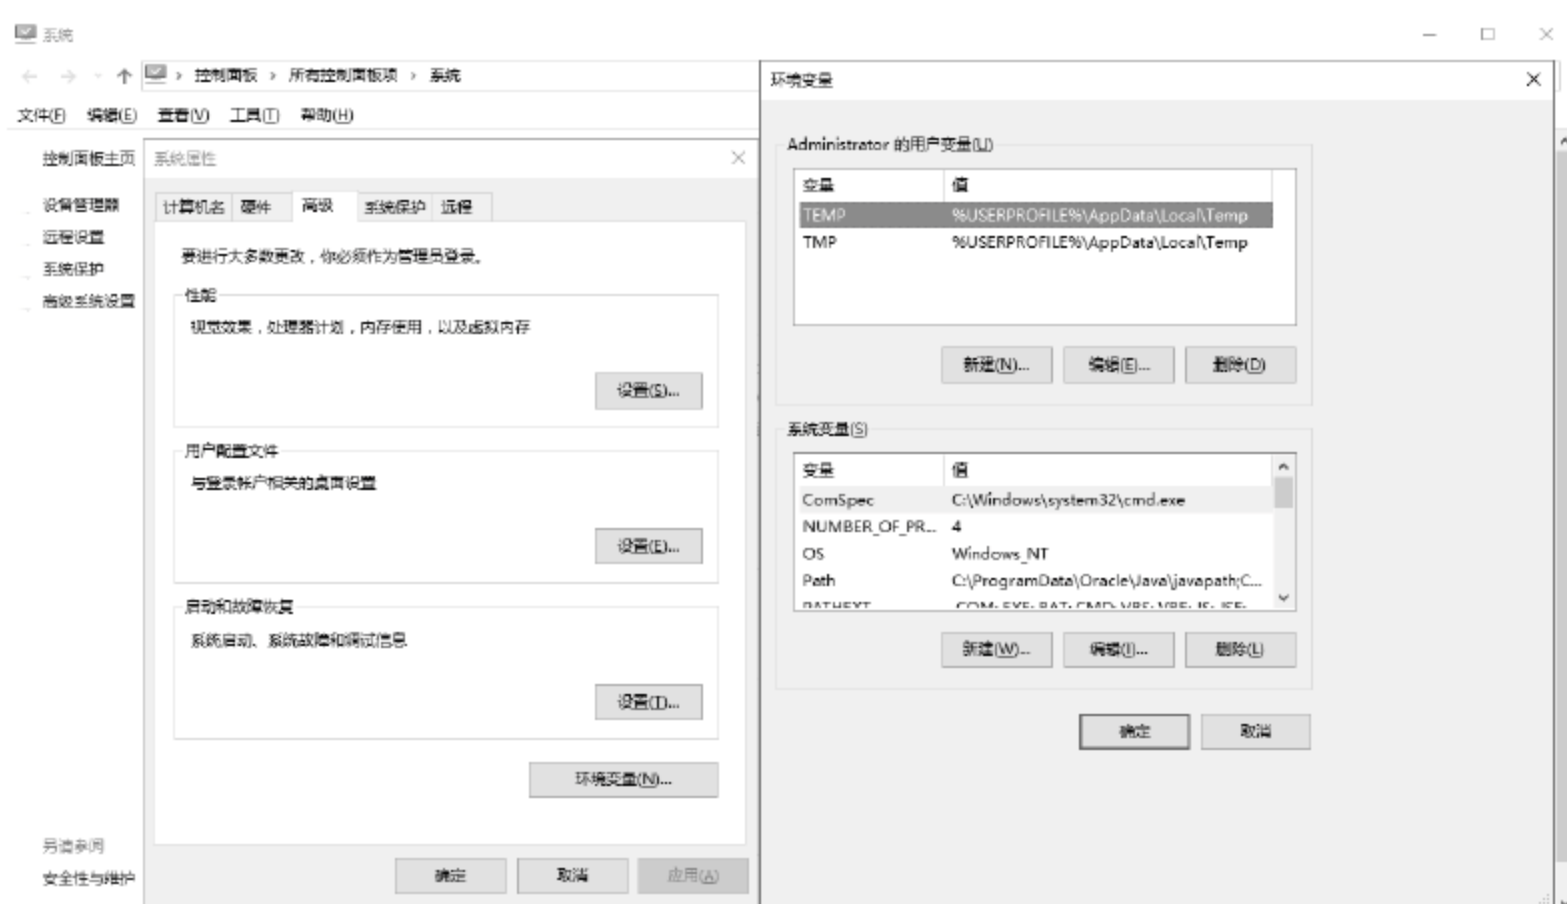 系统
控制面板 › 所有控制面板项 › 系统
文件(F) 编辑(E) 查看(V) 工具(T) 帮助(H)
控制面板主页
设备管理器
远程设置
系统保护
高级系统设置
另请参阅
安全性与维护
系统属性
计算机名 硬件 高级 系统保护 远程
要进行大多数更改，你必须作为管理员登录。
性能
视觉效果，处理器计划，内存使用，以及虚拟内存
设置(S)...
用户配置文件
与登录帐户相关的桌面设置
设置(E)...
启动和故障恢复
系统启动、系统故障和调试信息
设置(T)...
环境变量(N)...
确定 取消 应用(A)
环境变量
Administrator 的用户变量(U)
变量 值
TEMP %USERPROFILE%\AppData\Local\Temp
TMP %USERPROFILE%\AppData\Local\Temp
新建(N)... 编辑(E)... 删除(D)
系统变量(S)
变量 值
ComSpec C:\Windows\system32\cmd.exe
NUMBER_OF_PR... 4
OS Windows_NT
Path C:\ProgramData\Oracle\Java\javapath;C...
PATHEXT .COM;.EXE;.BAT;.CMD;.VBS;.VBE;.JS;.JSE;
新建(W)... 编辑(I)... 删除(L)
确定 取消